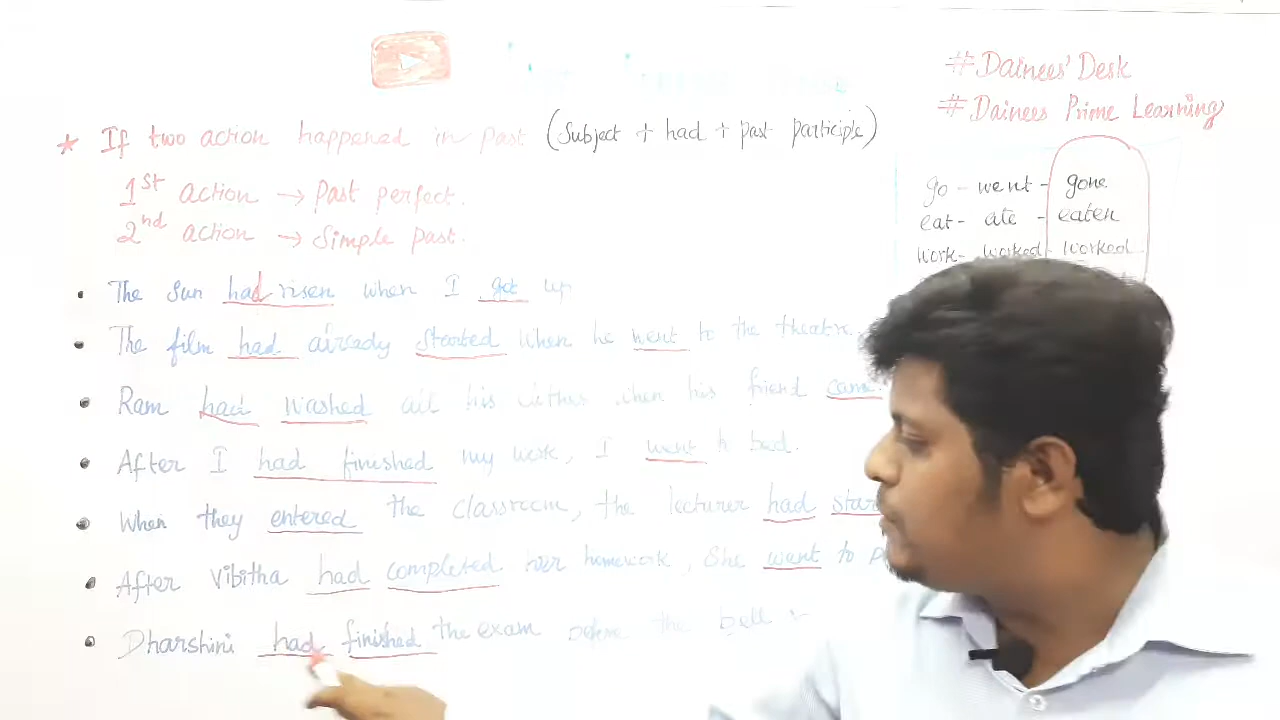 #Dainees' Desk
#Dainees Prime Learning
* If two action happened in past (Subject + had + past participle)
1st action → Past perfect.
2nd action → Simple past.
go - went - gone
eat - ate - eaten
work - worked - worked
• The Sun had risen when I got up
• The film had already started when he went to the theatre.
• Ram had washed all his clothes when his friend came.
• After I had finished my work, I went to bed.
• When they entered the classroom, the lecturer had
• After Vibitha had completed her homework, She went to
• Dharshini had finished the exam before the bell